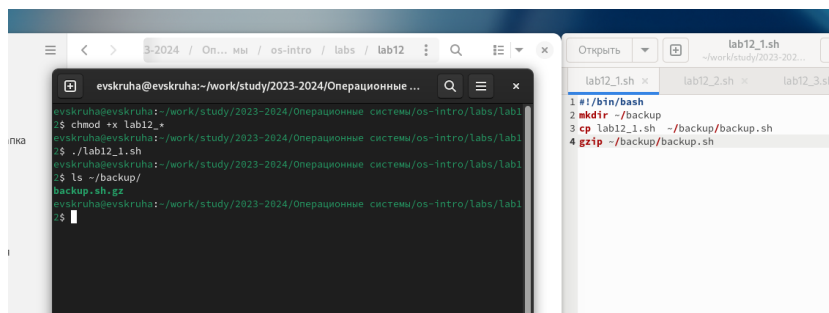 3-2024 / Оп... мы / os-intro / labs / lab12
evskruha@evskruha:~/work/study/2023-2024/Операционные ...
evskruha@evskruha:~/work/study/2023-2024/Операционные системы/os-intro/labs/lab1
2$ chmod +x lab12_*
evskruha@evskruha:~/work/study/2023-2024/Операционные системы/os-intro/labs/lab1
2$ ./lab12_1.sh
evskruha@evskruha:~/work/study/2023-2024/Операционные системы/os-intro/labs/lab1
2$ ls ~/backup/
backup.sh.gz
evskruha@evskruha:~/work/study/2023-2024/Операционные системы/os-intro/labs/lab1
2$
пка
Открыть
lab12_1.sh
~/work/study/2023-202...
lab12_1.sh × lab12_2.sh × lab12_3.s
1 #!/bin/bash
2 mkdir ~/backup
3 cp lab12_1.sh ~/backup/backup.sh
4 gzip ~/backup/backup.sh